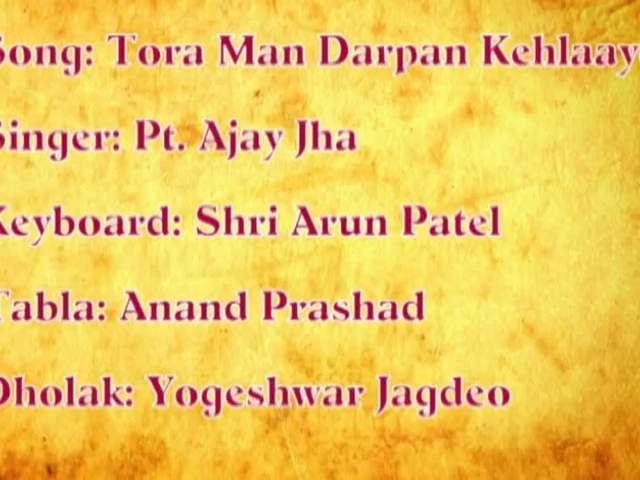 Song: Tora Man Darpan Kehlaay
Singer: Pt. Ajay Jha
Keyboard: Shri Arun Patel
Tabla: Anand Prashad
Dholak: Yogeshwar Jagdeo